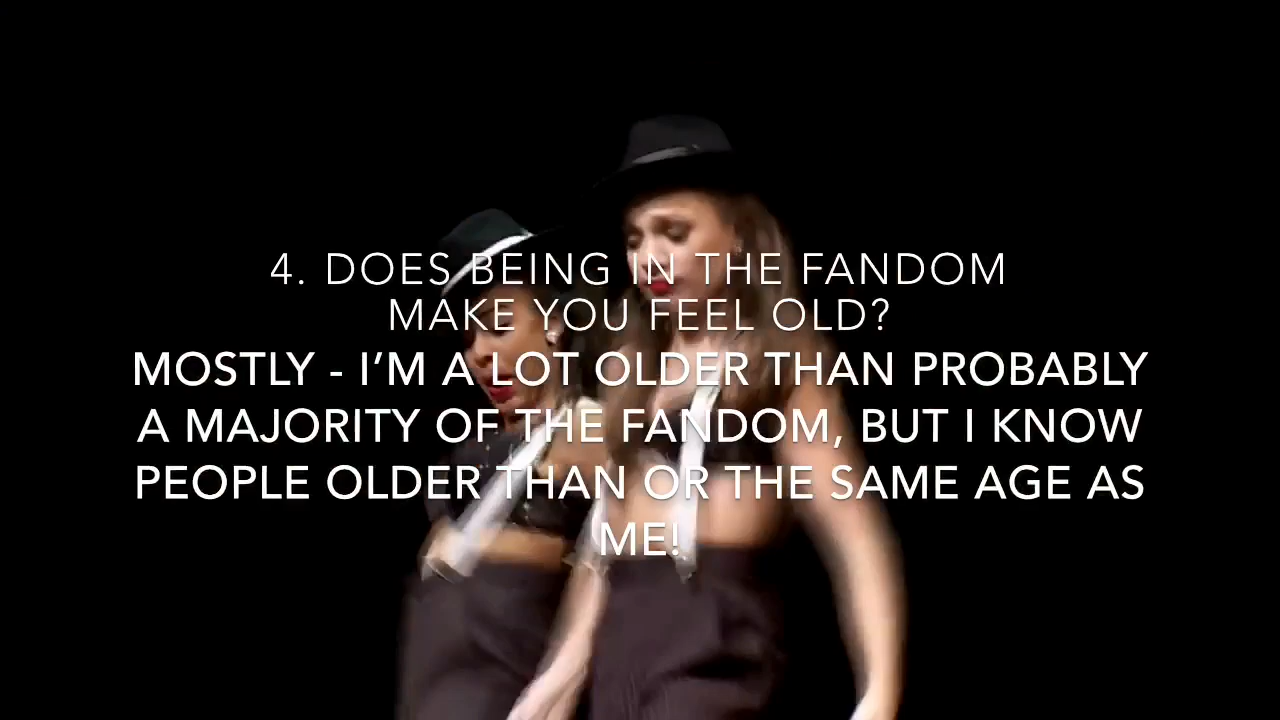 4. DOES BEING IN THE FANDOM
MAKE YOU FEEL OLD?
MOSTLY - I’M A LOT OLDER THAN PROBABLY
A MAJORITY OF THE FANDOM, BUT I KNOW
PEOPLE OLDER THAN OR THE SAME AGE AS
ME!